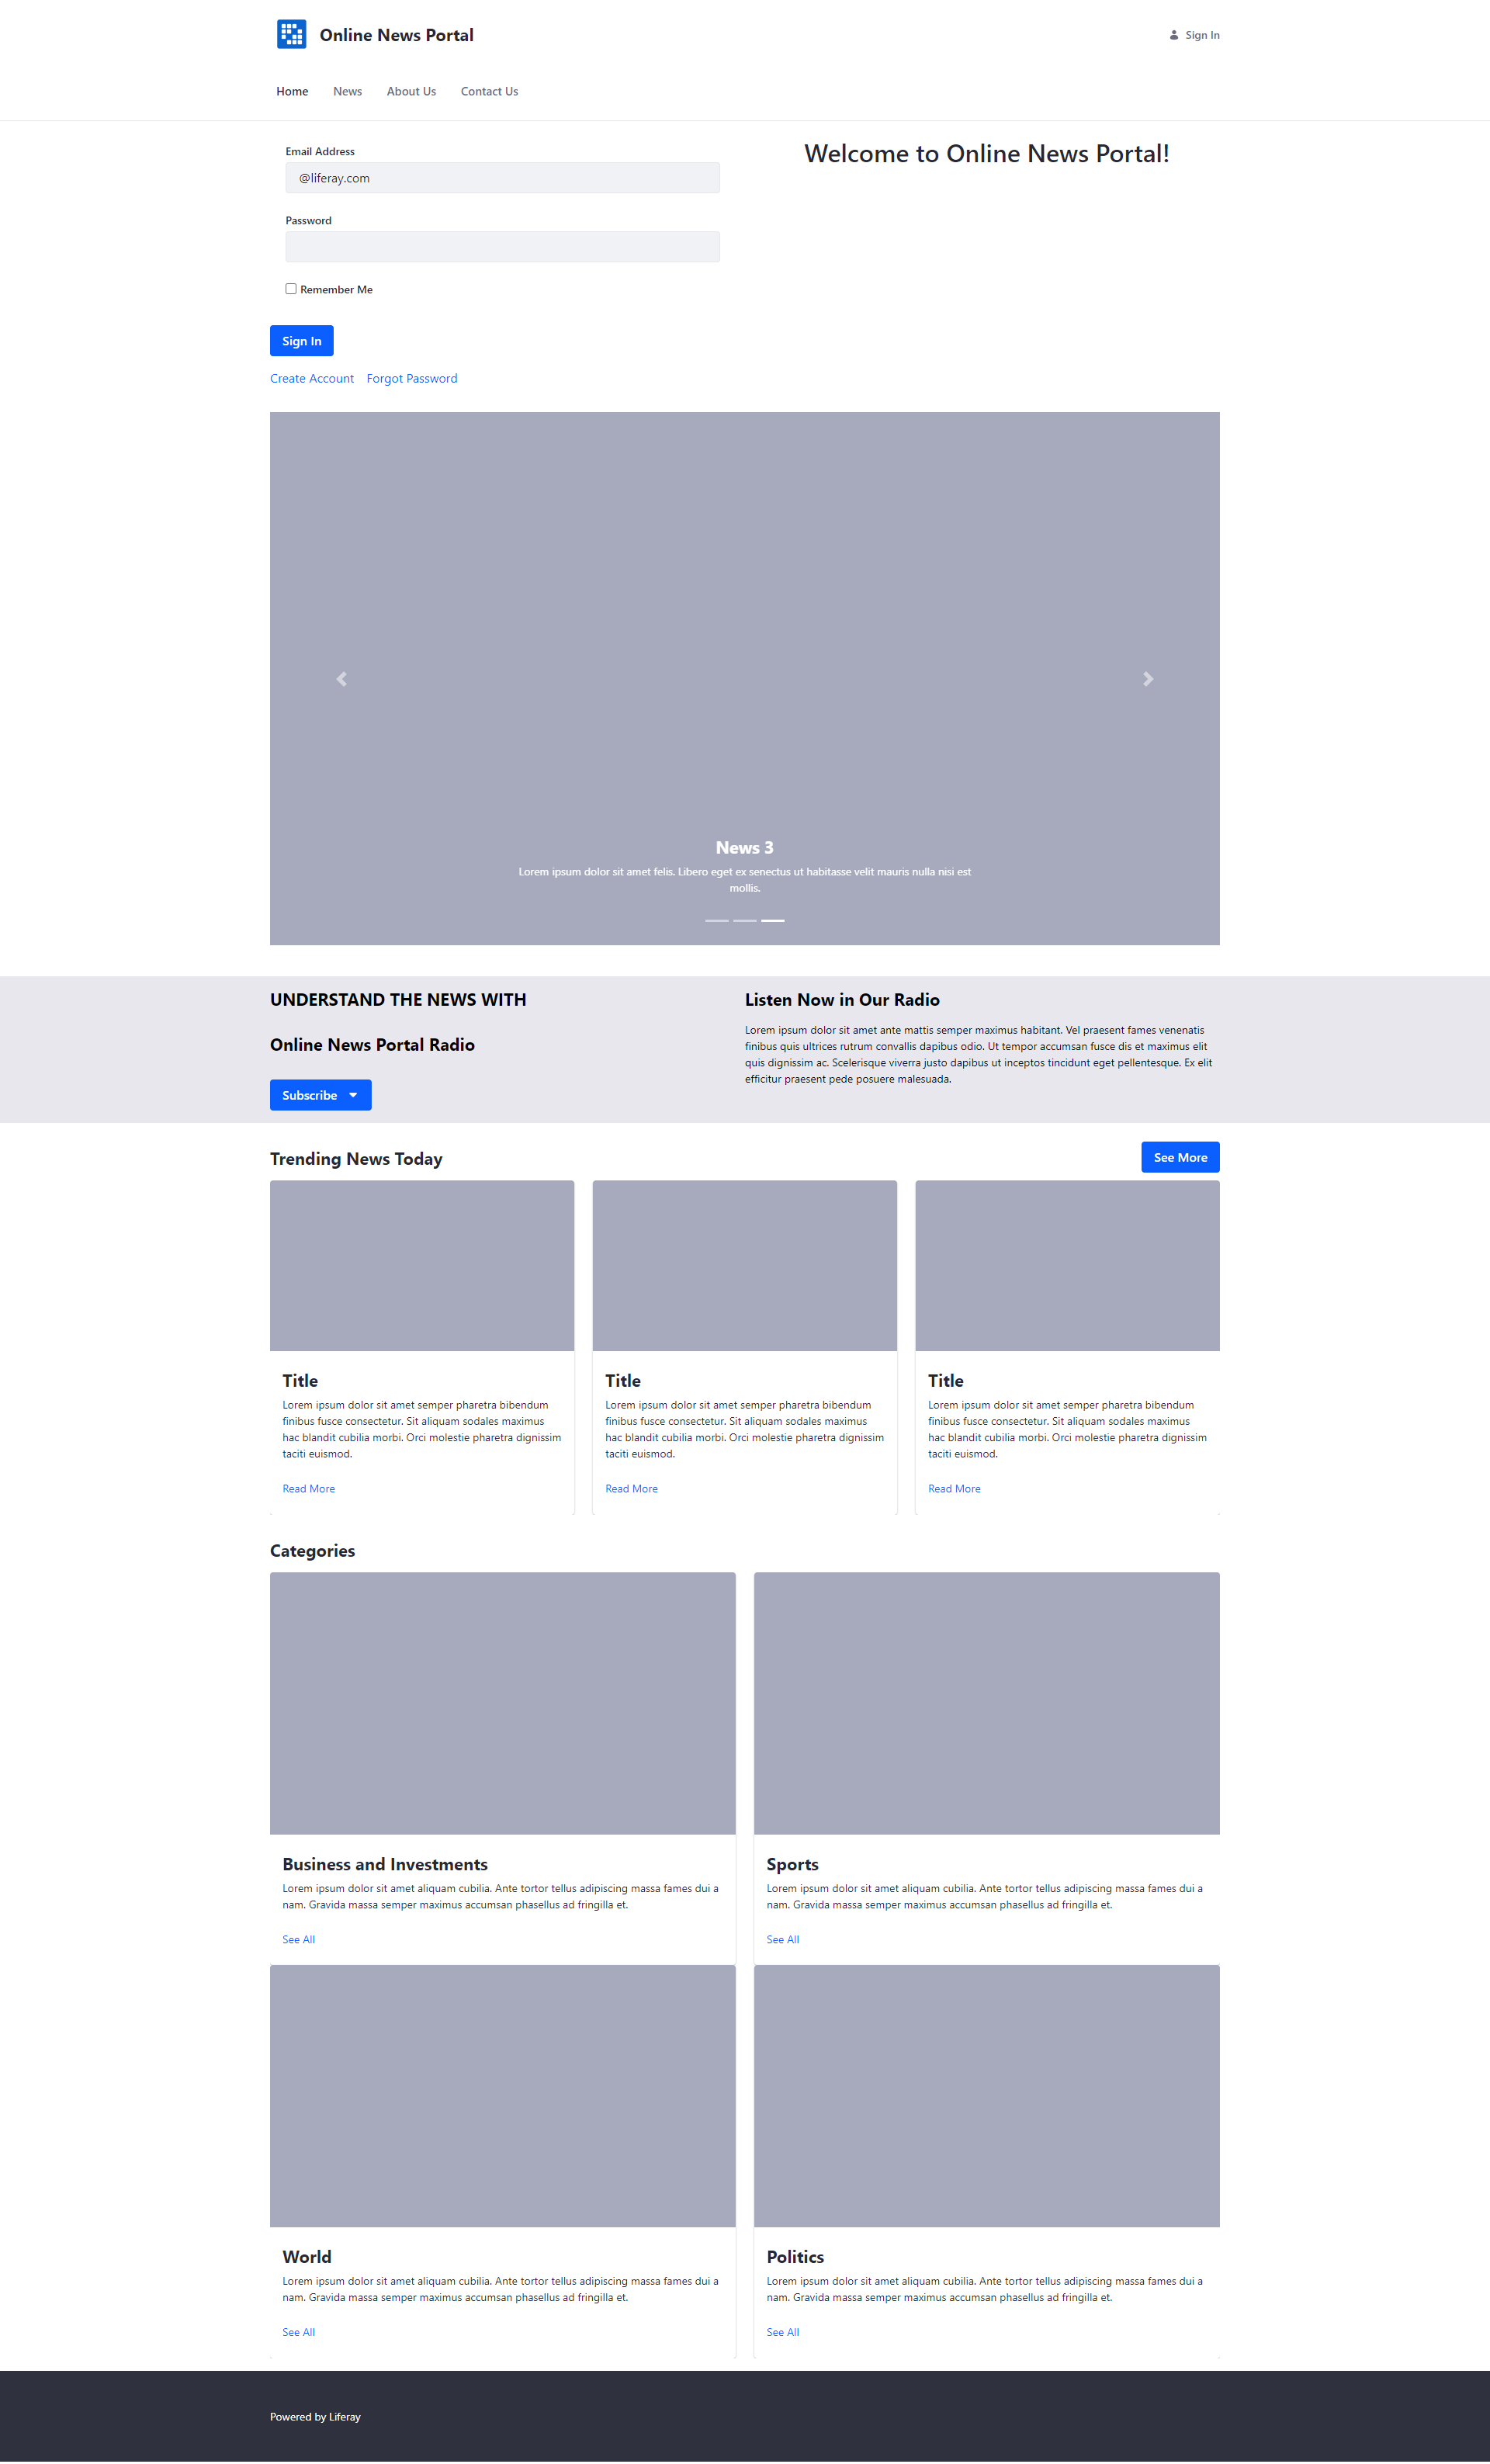 Online News Portal
Sign In
Home News About Us Contact Us
Email Address
@liferay.com
Password
Remember Me
Sign In
Create Account Forgot Password
Welcome to Online News Portal!
News 3
Lorem ipsum dolor sit amet felis. Libero eget ex senectus ut habitasse velit mauris nulla nisi est
mollis.
UNDERSTAND THE NEWS WITH
Online News Portal Radio
Subscribe
Listen Now in Our Radio
Lorem ipsum dolor sit amet ante mattis semper maximus habitant. Vel praesent fames venenatis
finibus quis ultrices rutrum convallis dapibus odio. Ut tempor accumsan fusce dis et maximus elit
quis dignissim ac. Scelerisque viverra justo dapibus ut inceptos tincidunt eget pellentesque. Ex elit
efficitur praesent pede posuere malesuada.
Trending News Today
See More
Title
Lorem ipsum dolor sit amet semper pharetra bibendum
finibus fusce consectetur. Sit aliquam sodales maximus
hac blandit cubilia morbi. Orci molestie pharetra dignissim
taciti euismod.
Read More
Title
Lorem ipsum dolor sit amet semper pharetra bibendum
finibus fusce consectetur. Sit aliquam sodales maximus
hac blandit cubilia morbi. Orci molestie pharetra dignissim
taciti euismod.
Read More
Title
Lorem ipsum dolor sit amet semper pharetra bibendum
finibus fusce consectetur. Sit aliquam sodales maximus
hac blandit cubilia morbi. Orci molestie pharetra dignissim
taciti euismod.
Read More
Categories
Business and Investments
Lorem ipsum dolor sit amet aliquam cubilia. Ante tortor tellus adipiscing massa fames dui a
nam. Gravida massa semper maximus accumsan phasellus ad fringilla et.
See All
Sports
Lorem ipsum dolor sit amet aliquam cubilia. Ante tortor tellus adipiscing massa fames dui a
nam. Gravida massa semper maximus accumsan phasellus ad fringilla et.
See All
World
Lorem ipsum dolor sit amet aliquam cubilia. Ante tortor tellus adipiscing massa fames dui a
nam. Gravida massa semper maximus accumsan phasellus ad fringilla et.
See All
Politics
Lorem ipsum dolor sit amet aliquam cubilia. Ante tortor tellus adipiscing massa fames dui a
nam. Gravida massa semper maximus accumsan phasellus ad fringilla et.
See All
Powered by Liferay